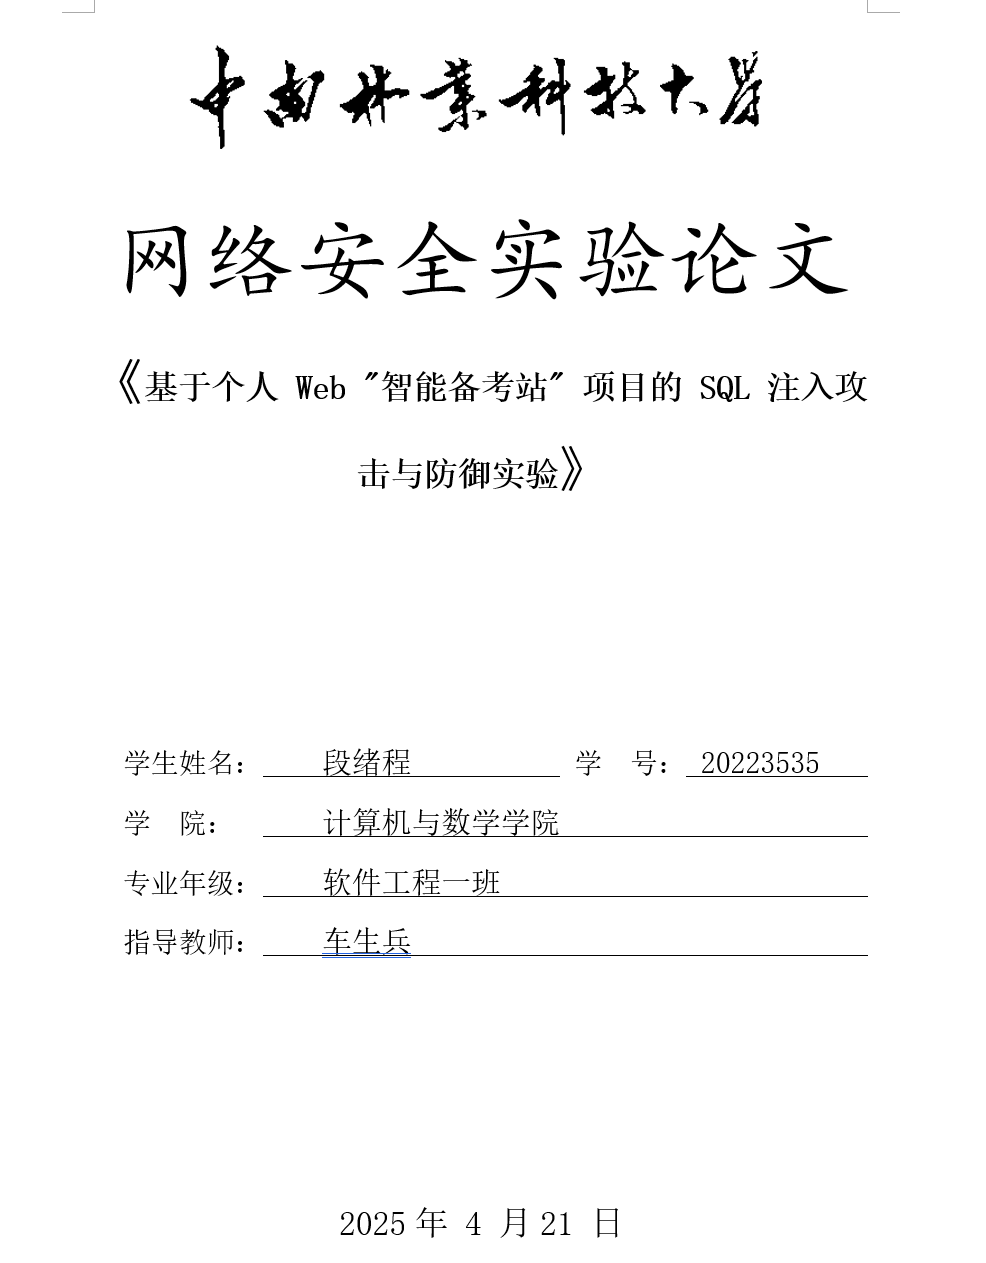 中南林业科技大学
网络安全实验论文
《基于个人 Web "智能备考站" 项目的 SQL 注入攻
击与防御实验》
学生姓名： 段绪程 学 号： 20223535
学 院： 计算机与数学学院
专业年级： 软件工程一班
指导教师： 车生兵
2025 年 4 月 21 日